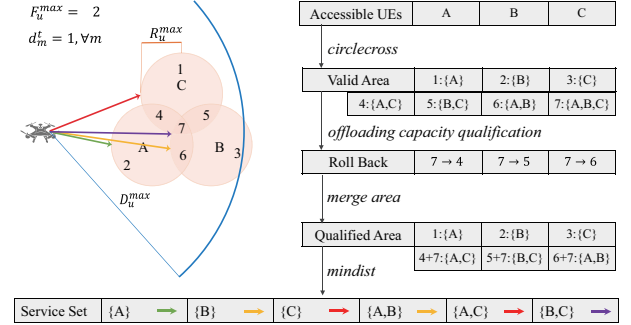 F_u^{max} = 2
d_m^t = 1, ∀m
R_u^{max}
1
C
4
5
7
A
6
B
3
2
D_u^{max}
Accessible UEs A B C
circlecross
Valid Area 1:{A} 2:{B} 3:{C}
4:{A,C} 5:{B,C} 6:{A,B} 7:{A,B,C}
offloading capacity qualification
Roll Back 7 → 4 7 → 5 7 → 6
merge area
Qualified Area 1:{A} 2:{B} 3:{C}
4+7:{A,C} 5+7:{B,C} 6+7:{A,B}
mindist
Service Set {A} {B} {C} {A,B} {A,C} {B,C}